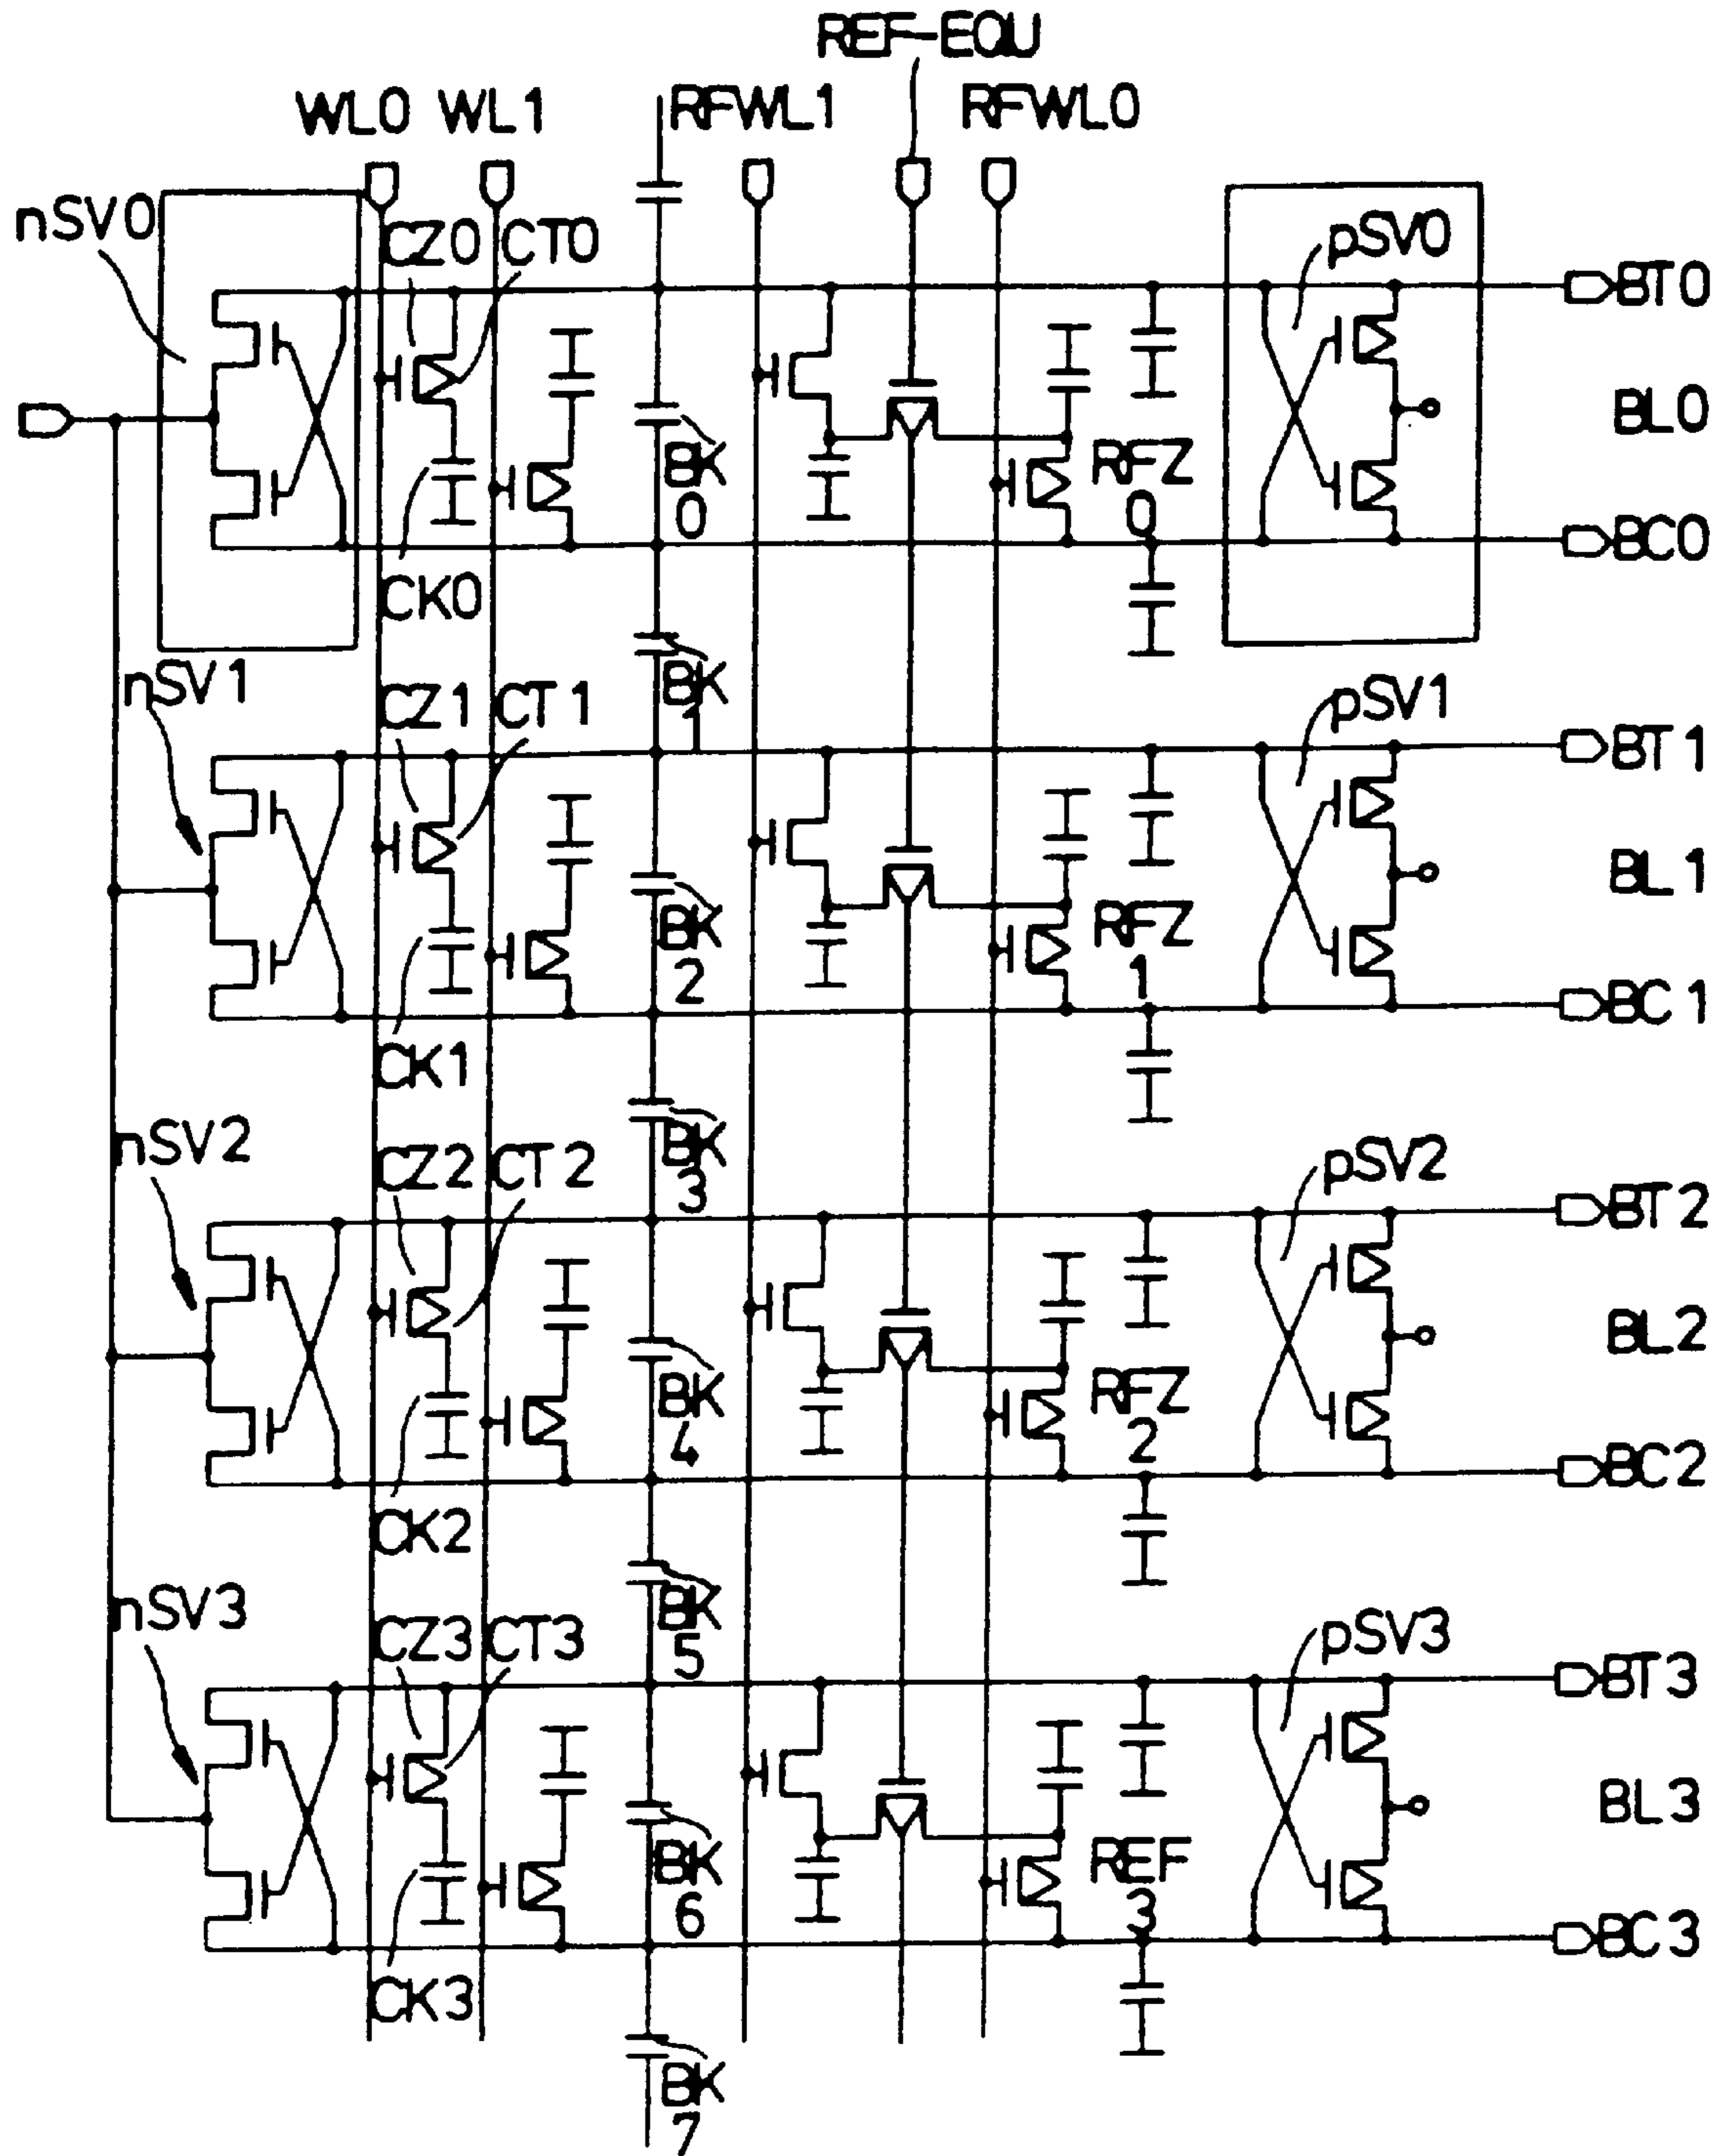 REF-EQU
WL0 WL1 RFWL1 RFWL0
nSV0 CZ0 CT0 pSV0
BT0
BL0
BK
0
RFZ
0
BC0
CK0
BK
1
nSV1 CZ1 CT1 pSV1
BT1
BL1
BK
2
RFZ
1
BC1
CK1
BK
3
nSV2 CZ2 CT2 pSV2
BT2
BL2
BK
4
RFZ
2
BC2
CK2
BK
5
nSV3 CZ3 CT3 pSV3
BT3
BL3
BK
6
REF
3
BC3
CK3
BK
7